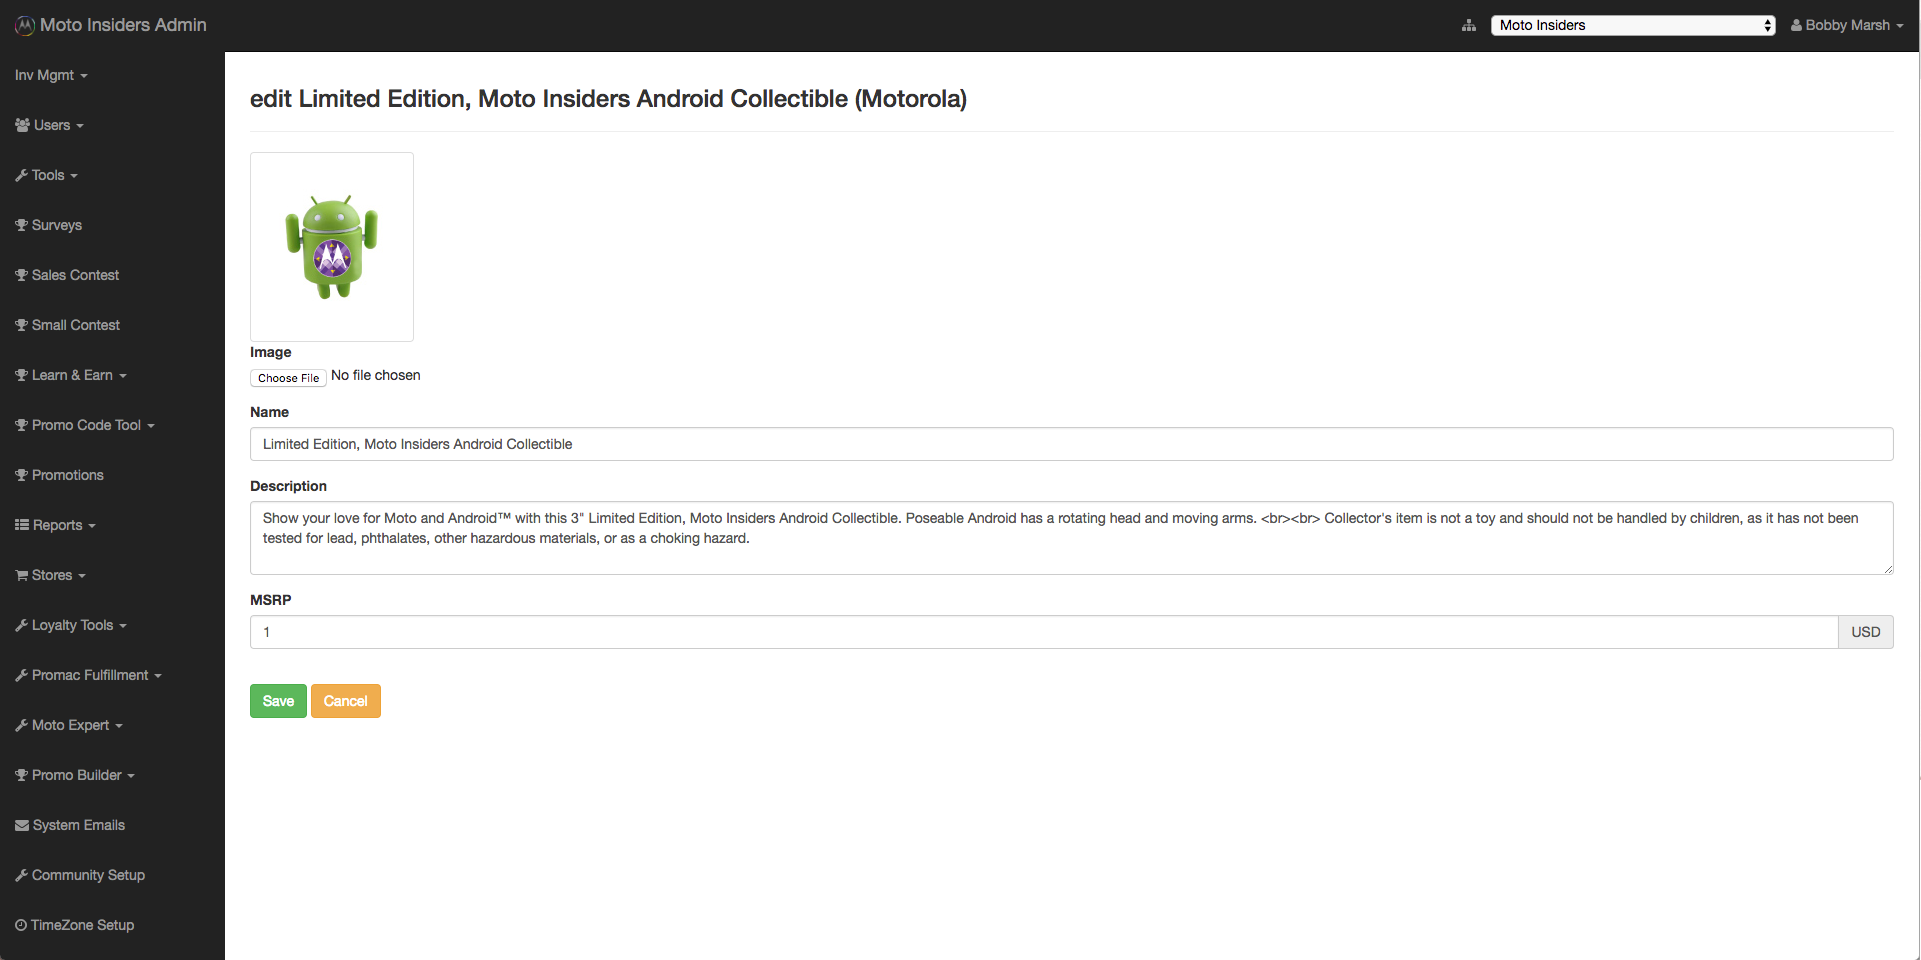 Moto Insiders Admin
Moto Insiders
Bobby Marsh
Inv Mgmt
Users
Tools
Surveys
Sales Contest
Small Contest
Learn & Earn
Promo Code Tool
Promotions
Reports
Stores
Loyalty Tools
Promac Fulfillment
Moto Expert
Promo Builder
System Emails
Community Setup
TimeZone Setup
edit Limited Edition, Moto Insiders Android Collectible (Motorola)
Image
Choose File No file chosen
Name
Limited Edition, Moto Insiders Android Collectible
Description
Show your love for Moto and Android™ with this 3" Limited Edition, Moto Insiders Android Collectible. Poseable Android has a rotating head and moving arms. <br><br> Collector's item is not a toy and should not be handled by children, as it has not been
tested for lead, phthalates, other hazardous materials, or as a choking hazard.
MSRP
1 USD
Save Cancel